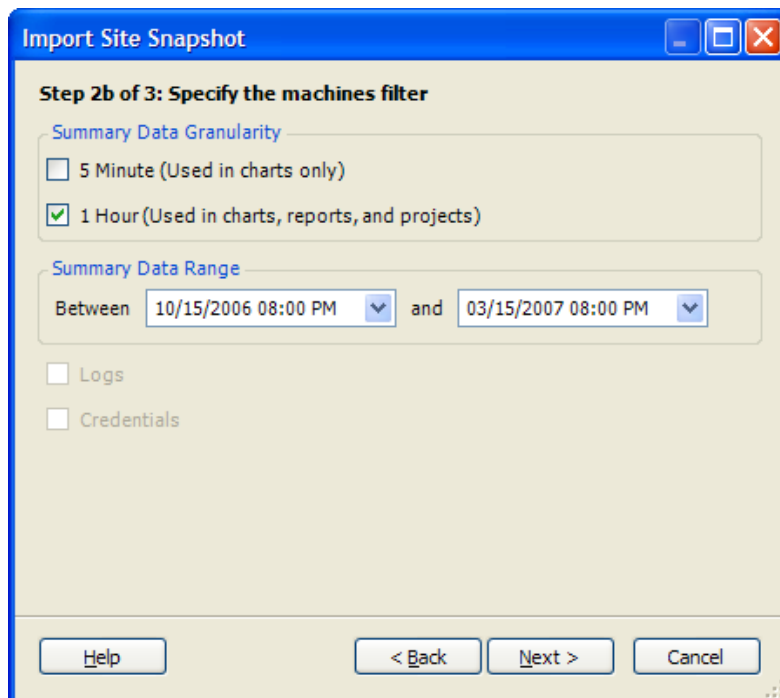 Import Site Snapshot
Step 2b of 3: Specify the machines filter
Summary Data Granularity
5 Minute (Used in charts only)
1 Hour (Used in charts, reports, and projects)
Summary Data Range
Between 10/15/2006 08:00 PM and 03/15/2007 08:00 PM
Logs
Credentials
Help < Back Next > Cancel